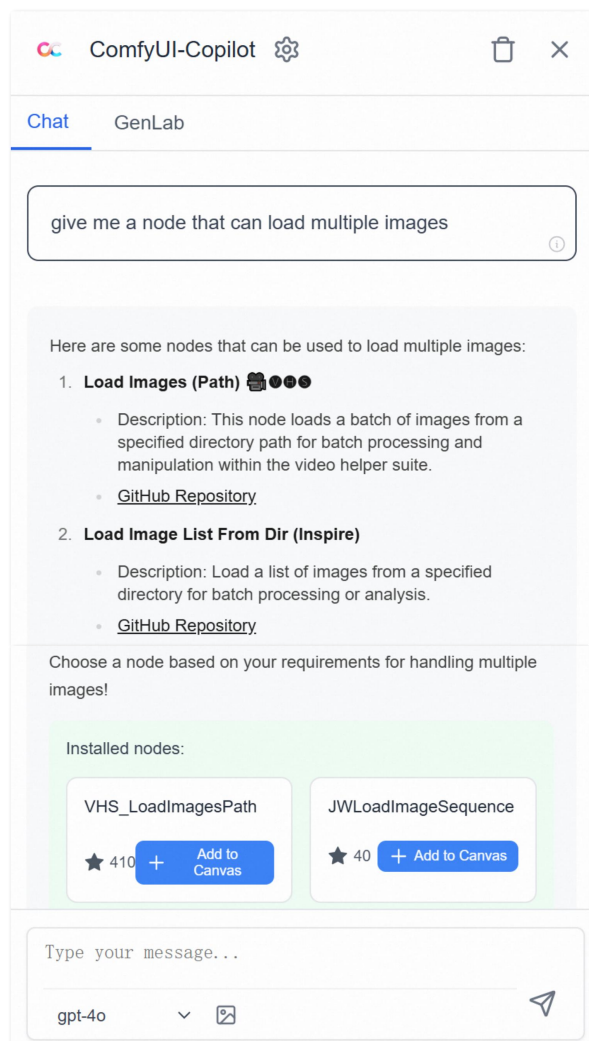 ComfyUI-Copilot
Chat GenLab
give me a node that can load multiple images
Here are some nodes that can be used to load multiple images:
1. Load Images (Path) 🎥🅥🅗🅢
Description: This node loads a batch of images from a
specified directory path for batch processing and
manipulation within the video helper suite.
GitHub Repository
2. Load Image List From Dir (Inspire)
Description: Load a list of images from a specified
directory for batch processing or analysis.
GitHub Repository
Choose a node based on your requirements for handling multiple
images!
Installed nodes:
VHS_LoadImagesPath
410
Add to
Canvas
JWLoadImageSequence
40
Add to Canvas
Type your message...
gpt-4o